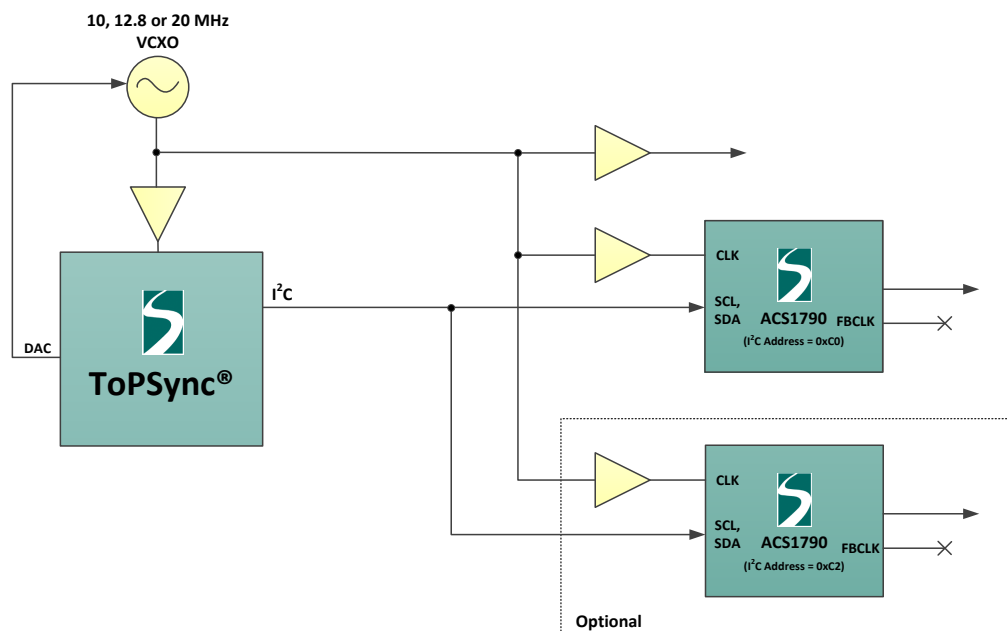 10, 12.8 or 20 MHz
VCXO
I²C
DAC
ToPSync®
CLK
SCL,
SDA
ACS1790
FBCLK
(I²C Address = 0xC0)
CLK
SCL,
SDA
ACS1790
FBCLK
(I²C Address = 0xC2)
Optional